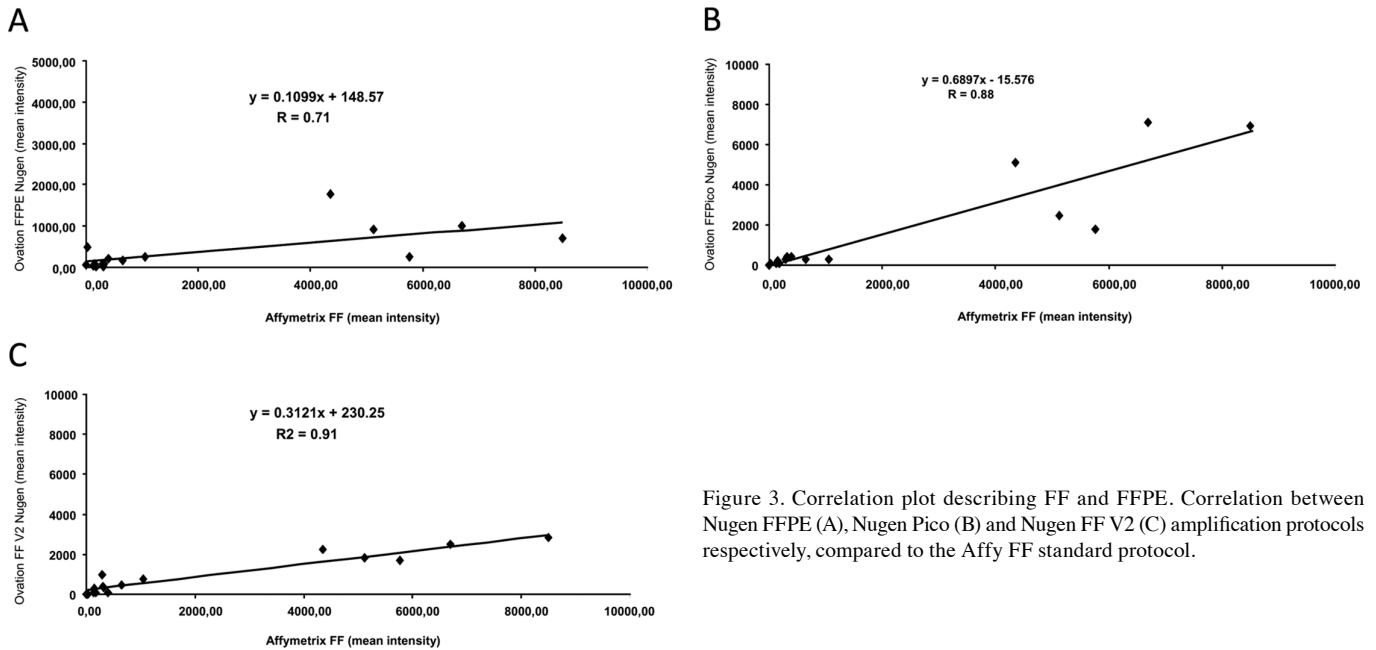 A
Ovation FFPE Nugen (mean intensity)
5000,00
4000,00
3000,00
2000,00
1000,00
0,00
y = 0.1099x + 148.57
R = 0.71
0,00 2000,00 4000,00 6000,00 8000,00 10000,00
Affymetrix FF (mean intensity)
B
Ovation FFPico Nugen (mean intensity)
10000
8000
6000
4000
2000
0
y = 0.6897x - 15.576
R = 0.88
0,00 2000,00 4000,00 6000,00 8000,00 10000,00
Affymetrix FF (mean intensity)
C
Ovation FF V2 Nugen (mean intensity)
10000
8000
6000
4000
2000
0
y = 0.3121x + 230.25
R2 = 0.91
0,00 2000,00 4000,00 6000,00 8000,00 10000,00
Affymetrix FF (mean intensity)
Figure 3. Correlation plot describing FF and FFPE. Correlation between
Nugen FFPE (A), Nugen Pico (B) and Nugen FF V2 (C) amplification protocols
respectively, compared to the Affy FF standard protocol.